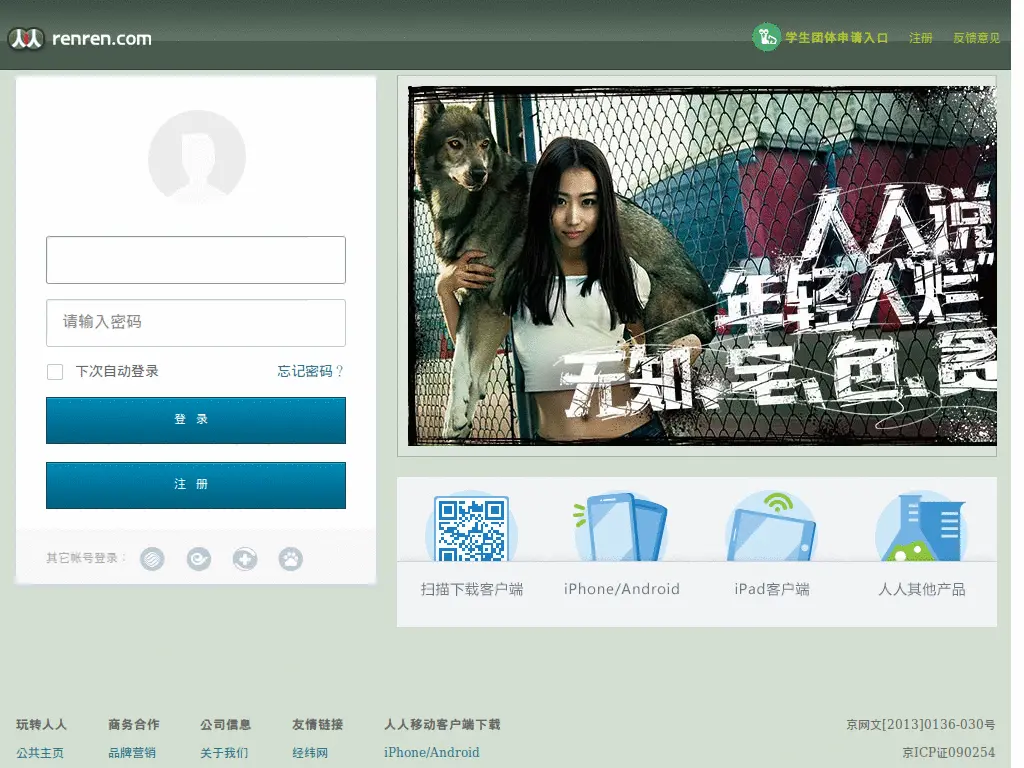 renren.com
学生团体申请入口 注册 反馈意见
人人说
年轻人"烂"
无知、宅、色、
请输入密码
下次自动登录 忘记密码？
登 录
注 册
其它帐号登录：
扫描下载客户端 iPhone/Android iPad客户端 人人其他产品
玩转人人 商务合作 公司信息 友情链接 人人移动客户端下载 京网文[2013]0136-030号
公共主页 品牌营销 关于我们 经纬网 iPhone/Android 京ICP证090254